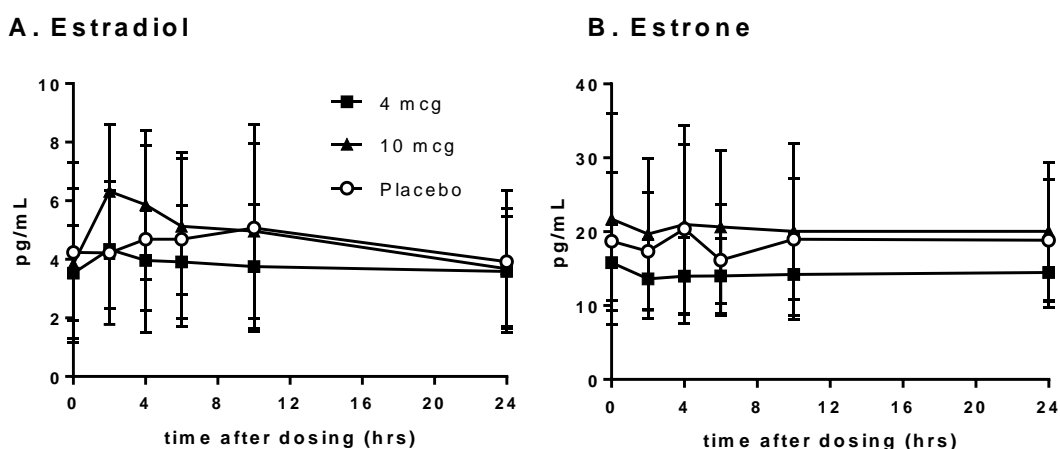 A. Estradiol
10
8
6
4
2
0
pg/mL
4 mcg
10 mcg
Placebo
0 4 8 12 16 20 24
time after dosing (hrs)
B. Estrone
40
30
20
10
0
pg/mL
0 4 8 12 16 20 24
time after dosing (hrs)